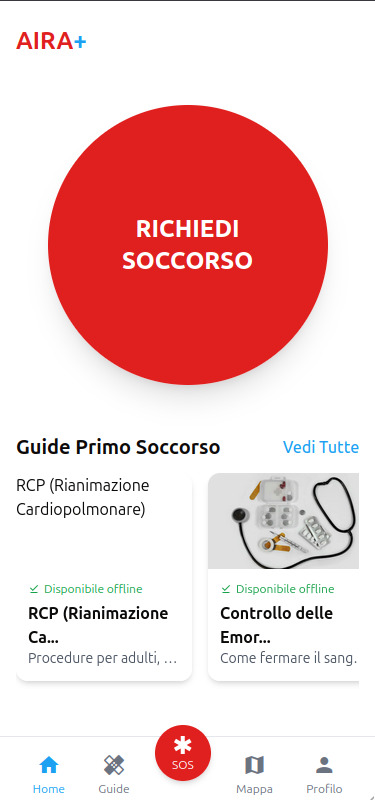 AIRA+
RICHIEDI
SOCCORSO
Guide Primo Soccorso
Vedi Tutte
RCP (Rianimazione
Cardiopolmonare)
Disponibile offline
RCP (Rianimazione
Ca...
Procedure per adulti, ...
Disponibile offline
Controllo delle
Emor...
Come fermare il sang.
Home
Guide
SOS
Mappa
Profilo